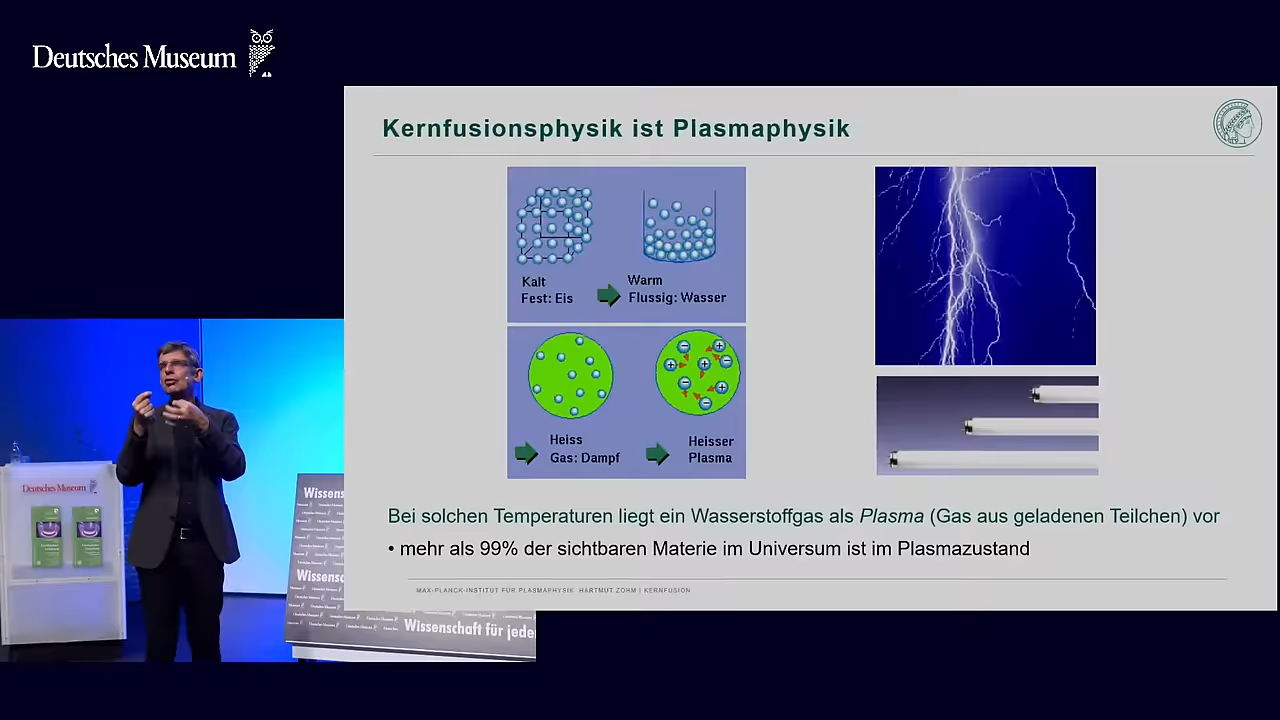 Deutsches Museum
Kernfusionsphysik ist Plasmaphysik
Kalt
Fest: Eis
Warm
Flussig: Wasser
Heiss
Gas: Dampf
Heisser
Plasma
Bei solchen Temperaturen liegt ein Wasserstoffgas als Plasma (Gas aus geladenen Teilchen) vor
• mehr als 99% der sichtbaren Materie im Universum ist im Plasmazustand
MAX-PLANCK-INSTITUT FÜR PLASMAPHYSIK HARTMUT ZOHM | KERNFUSION
Deutsches Museum
Wissens
Wissensc
Wissenschaft für jede